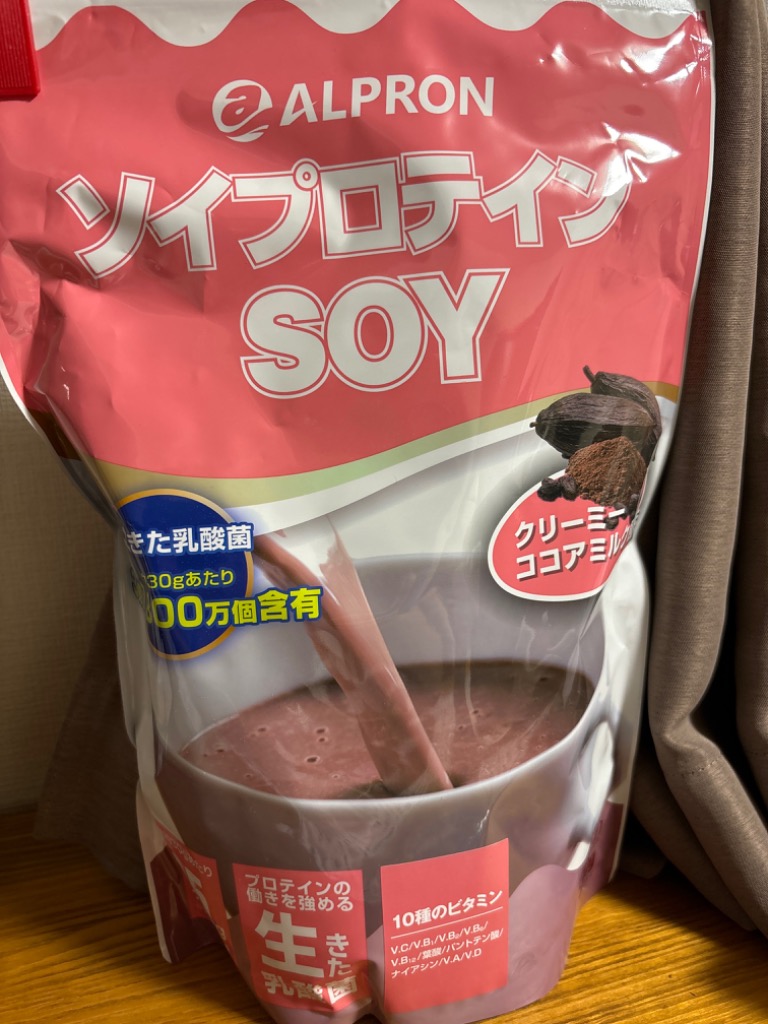 ALPRON
ソイプロテイン
SOY
クリーミー
ココアミルク
きた乳酸菌
30gあたり
00万個含有
プロテインの
働きを強める
生きた
乳酸菌
10種のビタミン
V.C/V.B₁/V.B₂/V.B₆/
V.B₁₂/葉酸/パントテン酸/
ナイアシン/V.A/V.D